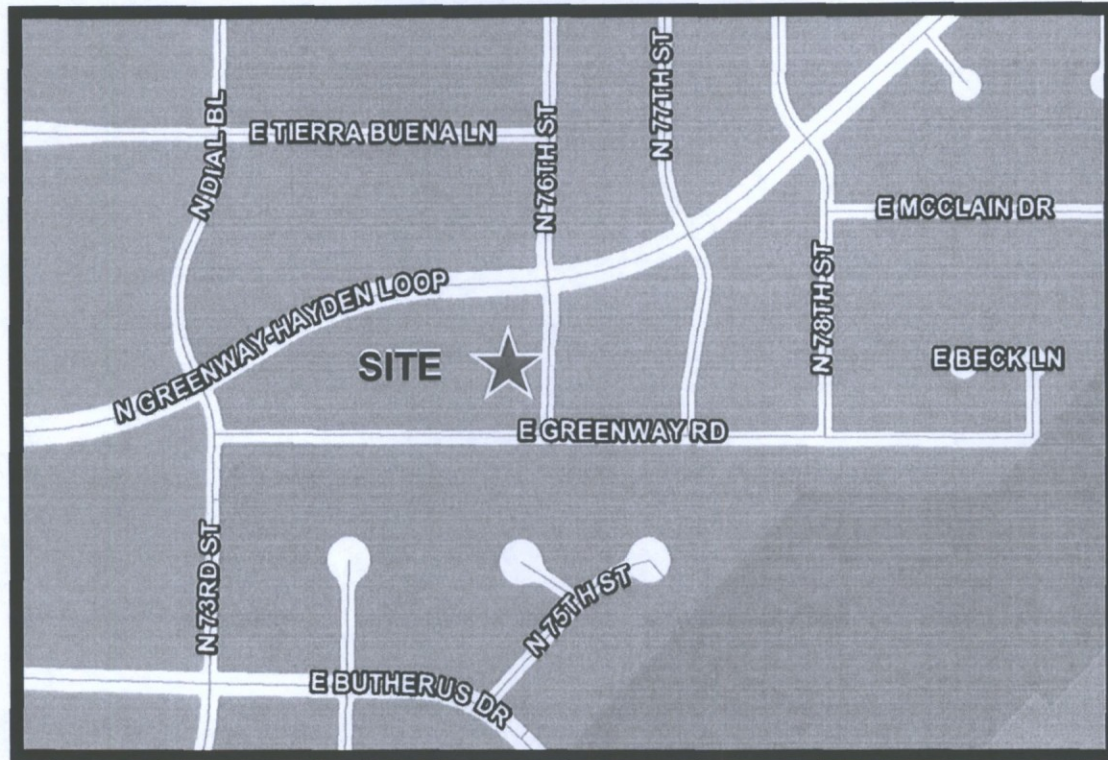 N DIAL BL
E TIERRA BUENA LN
N 76TH ST
N 77TH ST
E MCCLAIN DR
N GREENWAY-HAYDEN LOOP
N 78TH ST
SITE
E BECK LN
E GREENWAY RD
N 73RD ST
N 75TH ST
E BUTHERUS DR